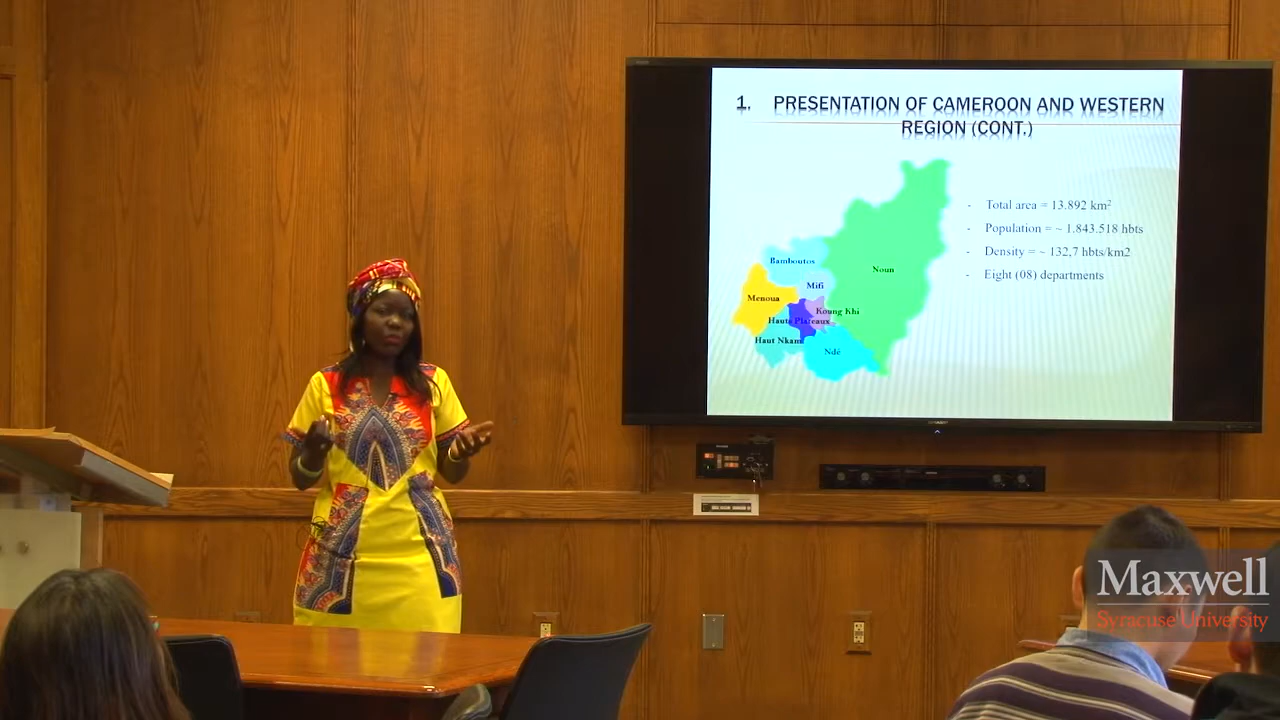 1. PRESENTATION OF CAMEROON AND WESTERN
REGION (CONT.)
- Total area = 13.892 km²
- Population = ~ 1.843.518 hbts
- Density = ~ 132,7 hbts/km2
- Eight (08) departments
Bamboutos
Noun
Mifi
Menoua
Koung Khi
Hauts Plateaux
Haut Nkam
Ndé
SHARP
Maxwell
Syracuse University